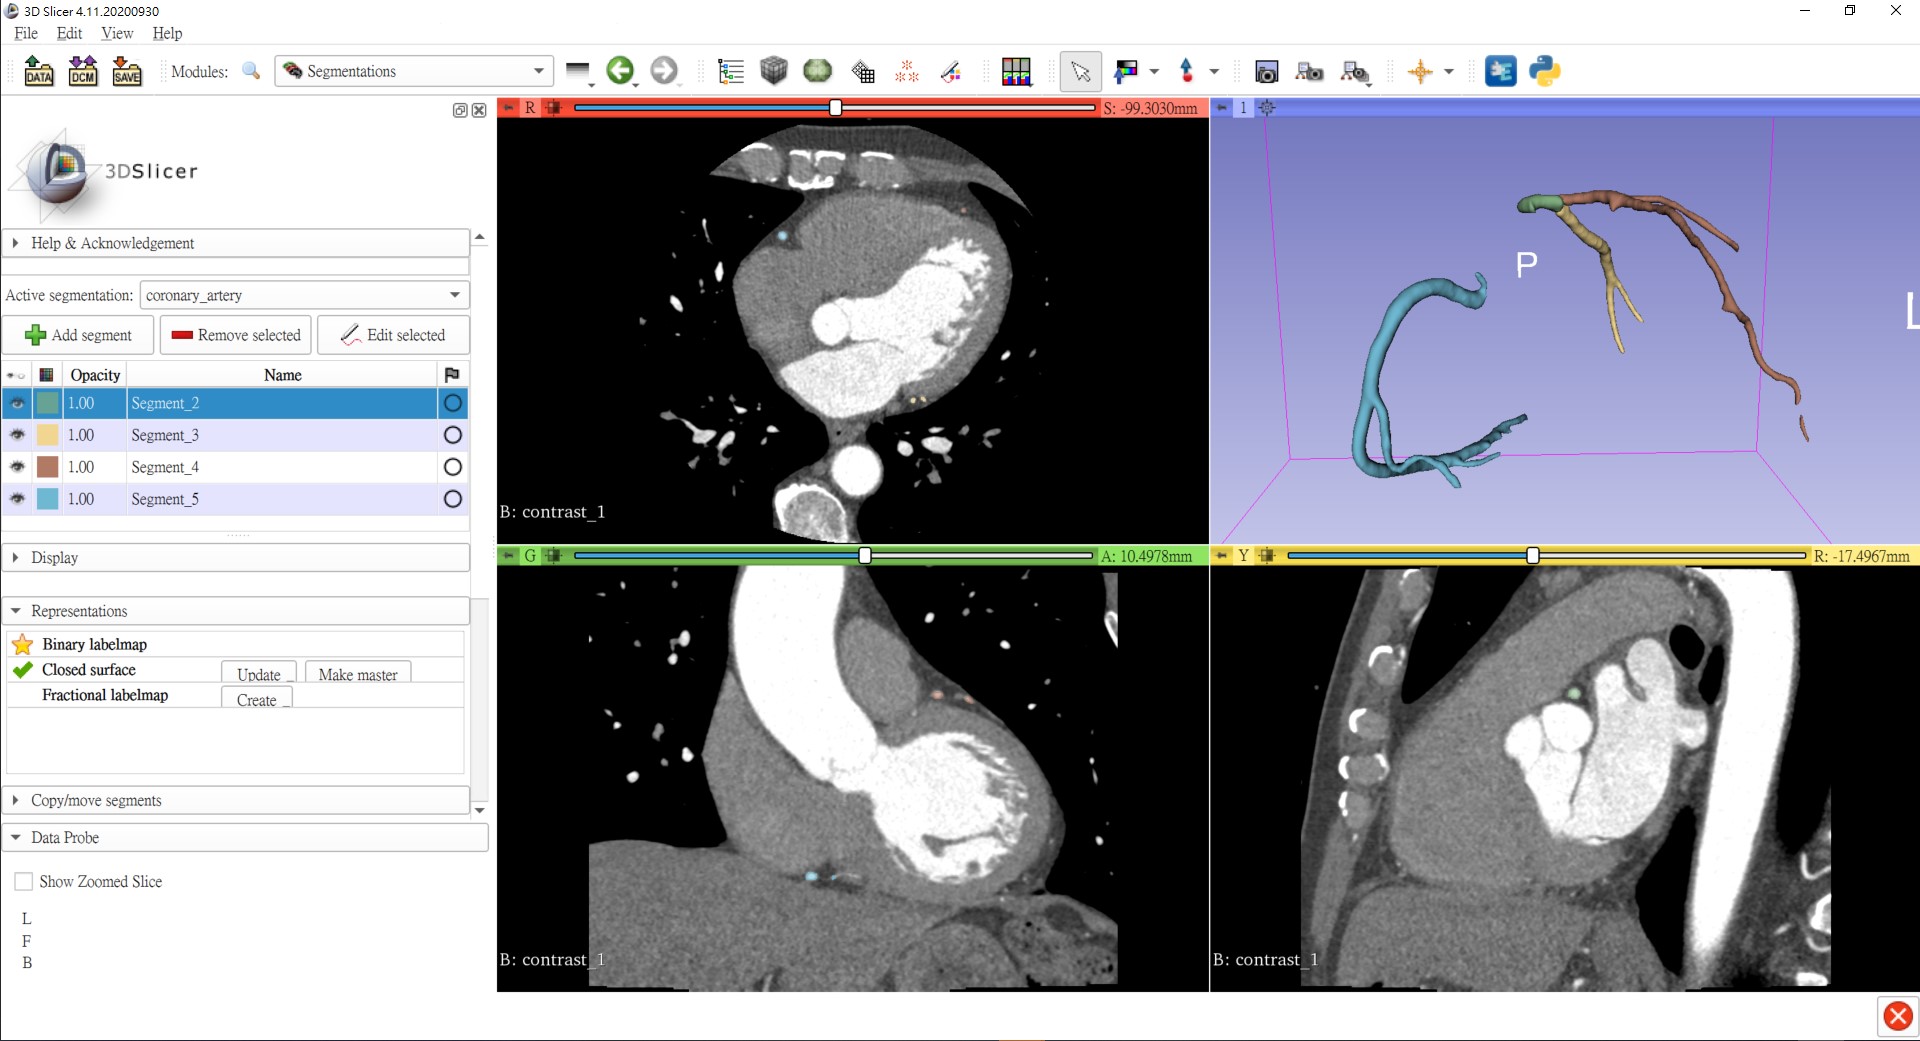 3D Slicer 4.11.20200930
File Edit View Help
DATA DCM SAVE Modules: Segmentations
R S: -99.3030mm
1
3DSlicer
Help & Acknowledgement
Active segmentation: coronary_artery
Add segment Remove selected Edit selected
Opacity Name
1.00 Segment_2
1.00 Segment_3
1.00 Segment_4
1.00 Segment_5
Display
Representations
Binary labelmap
Closed surface Update _ Make master
Fractional labelmap Create _
Copy/move segments
Data Probe
Show Zoomed Slice
L
F
B
B: contrast_1
P
L
G A: 10.4978mm
B: contrast_1
Y R: -17.4967mm
B: contrast_1